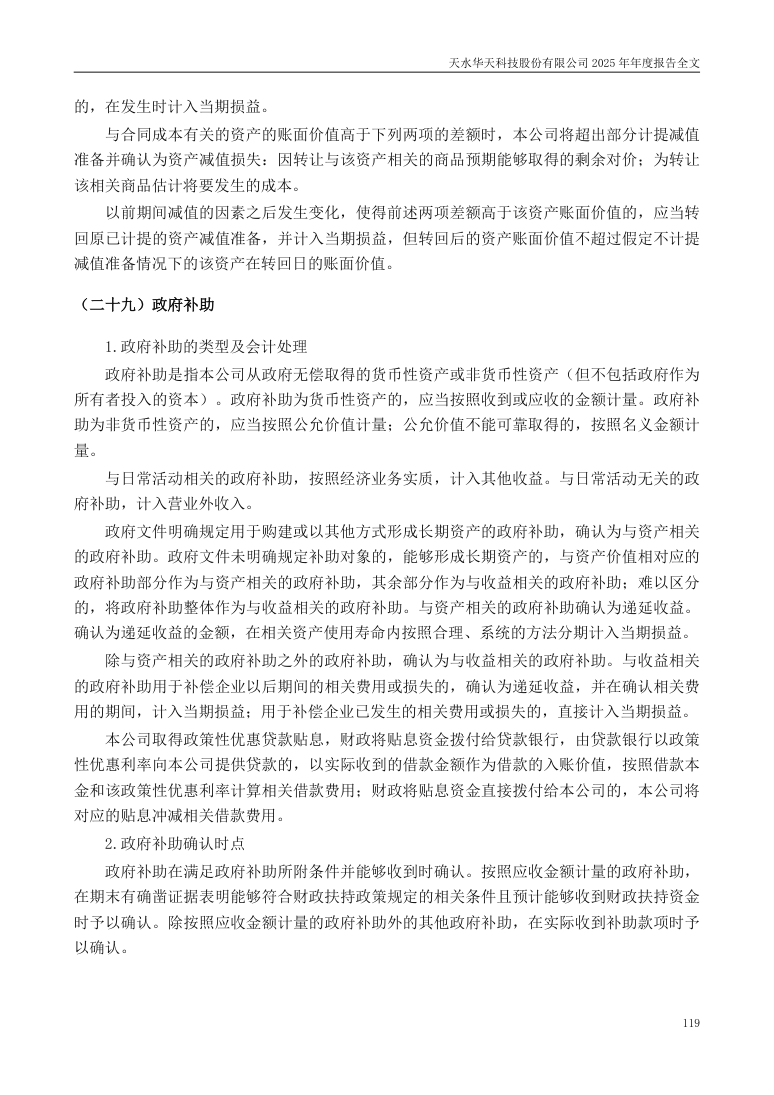 天水华天科技股份有限公司 2025 年年度报告全文
的，在发生时计入当期损益。
与合同成本有关的资产的账面价值高于下列两项的差额时，本公司将超出部分计提减值
准备并确认为资产减值损失：因转让与该资产相关的商品预期能够取得的剩余对价；为转让
该相关商品估计将要发生的成本。
以前期间减值的因素之后发生变化，使得前述两项差额高于该资产账面价值的，应当转
回原已计提的资产减值准备，并计入当期损益，但转回后的资产账面价值不超过假定不计提
减值准备情况下的该资产在转回日的账面价值。
（二十九）政府补助
1.政府补助的类型及会计处理
政府补助是指本公司从政府无偿取得的货币性资产或非货币性资产（但不包括政府作为
所有者投入的资本）。政府补助为货币性资产的，应当按照收到或应收的金额计量。政府补
助为非货币性资产的，应当按照公允价值计量；公允价值不能可靠取得的，按照名义金额计
量。
与日常活动相关的政府补助，按照经济业务实质，计入其他收益。与日常活动无关的政
府补助，计入营业外收入。
政府文件明确规定用于购建或以其他方式形成长期资产的政府补助，确认为与资产相关
的政府补助。政府文件未明确规定补助对象的，能够形成长期资产的，与资产价值相对应的
政府补助部分作为与资产相关的政府补助，其余部分作为与收益相关的政府补助；难以区分
的，将政府补助整体作为与收益相关的政府补助。与资产相关的政府补助确认为递延收益。
确认为递延收益的金额，在相关资产使用寿命内按照合理、系统的方法分期计入当期损益。
除与资产相关的政府补助之外的政府补助，确认为与收益相关的政府补助。与收益相关
的政府补助用于补偿企业以后期间的相关费用或损失的，确认为递延收益，并在确认相关费
用的期间，计入当期损益；用于补偿企业已发生的相关费用或损失的，直接计入当期损益。
本公司取得政策性优惠贷款贴息，财政将贴息资金拨付给贷款银行，由贷款银行以政策
性优惠利率向本公司提供贷款的，以实际收到的借款金额作为借款的入账价值，按照借款本
金和该政策性优惠利率计算相关借款费用；财政将贴息资金直接拨付给本公司的，本公司将
对应的贴息冲减相关借款费用。
2.政府补助确认时点
政府补助在满足政府补助所附条件并能够收到时确认。按照应收金额计量的政府补助，
在期末有确凿证据表明能够符合财政扶持政策规定的相关条件且预计能够收到财政扶持资金
时予以确认。除按照应收金额计量的政府补助外的其他政府补助，在实际收到补助款项时予
以确认。
119